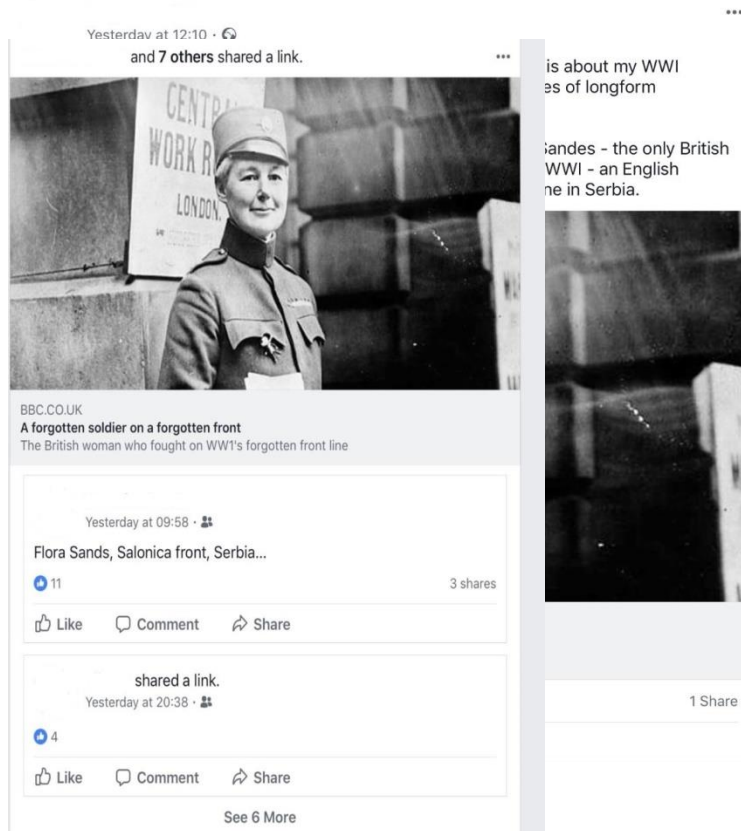 Yesterday at 12:10
and 7 others shared a link.
CENTRAL
WORK R
LONDON.
BBC.CO.UK
A forgotten soldier on a forgotten front
The British woman who fought on WW1's forgotten front line
Yesterday at 09:58
Flora Sands, Salonica front, Serbia...
11
3 shares
Like Comment Share
shared a link.
Yesterday at 20:38
4
Like Comment Share
See 6 More
is about my WWI
es of longform
Sandes - the only British
WWI - an English
ne in Serbia.
1 Share